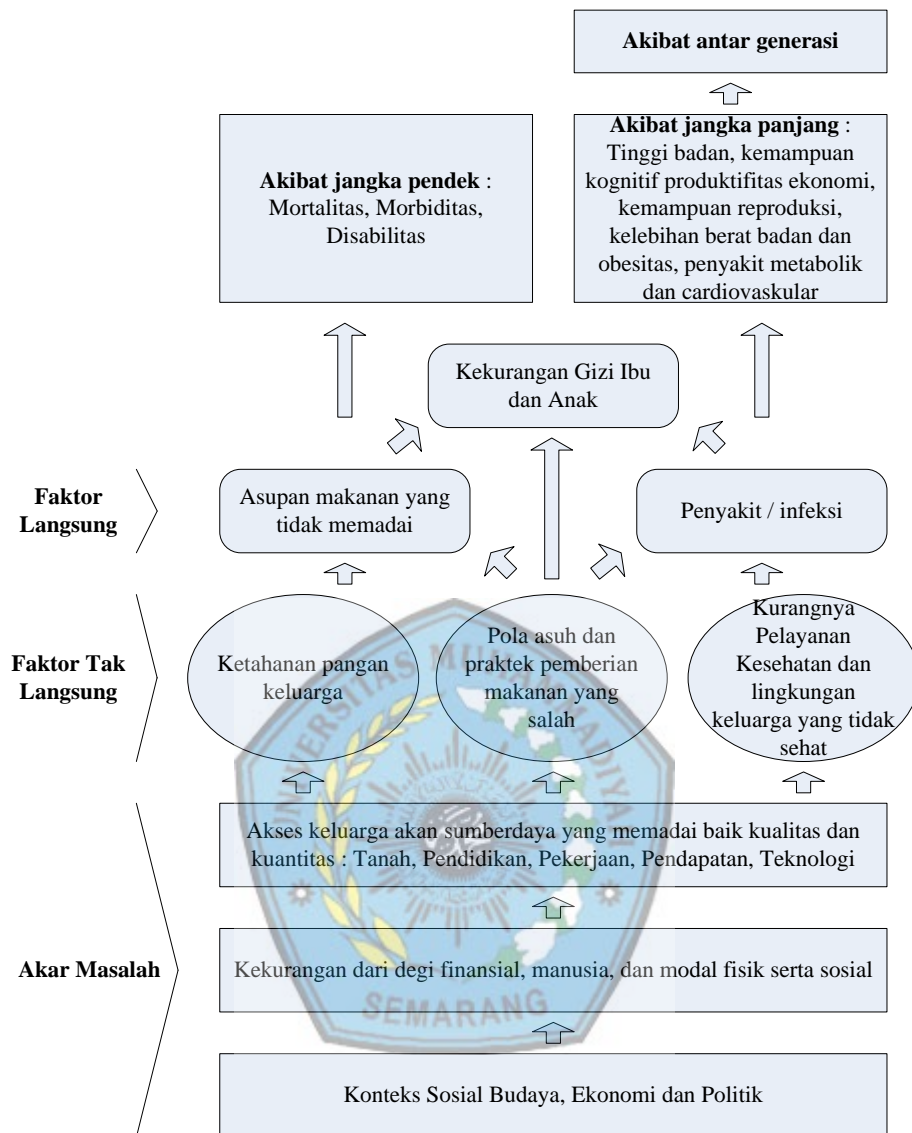 Akibat antar generasi
Akibat jangka pendek :
Mortalitas, Morbiditas,
Disabilitas
Akibat jangka panjang :
Tinggi badan, kemampuan
kognitif produktifitas ekonomi,
kemampuan reproduksi,
kelebihan berat badan dan
obesitas, penyakit metabolik
dan cardiovaskular
Kekurangan Gizi Ibu
dan Anak
Faktor
Langsung
Asupan makanan yang
tidak memadai
Penyakit / infeksi
Faktor Tak
Langsung
Ketahanan pangan
keluarga
Pola asuh dan
praktek pemberian
makanan yang
salah
Kurangnya
Pelayanan
Kesehatan dan
lingkungan
keluarga yang tidak
sehat
Akar Masalah
Akses keluarga akan sumberdaya yang memadai baik kualitas dan
kuantitas : Tanah, Pendidikan, Pekerjaan, Pendapatan, Teknologi
Kekurangan dari degi finansial, manusia, dan modal fisik serta sosial
Konteks Sosial Budaya, Ekonomi dan Politik
UNIVERSITAS MUHAMMADIYAH
SEMARANG